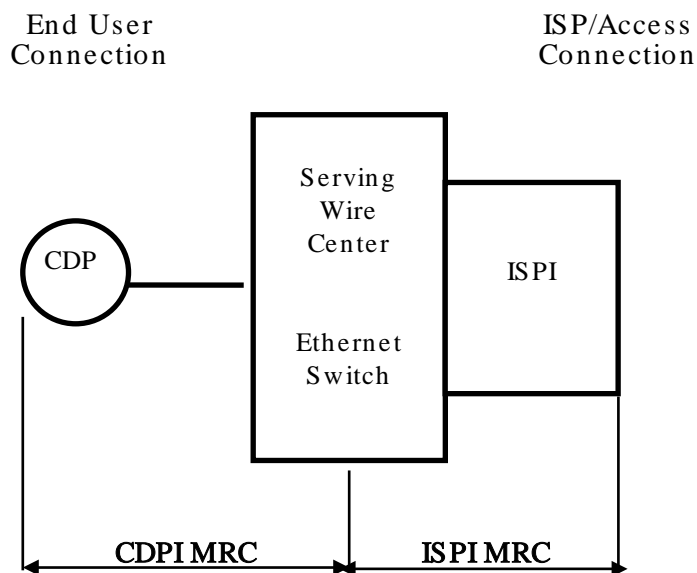 End User
Connection
ISP/Access
Connection
Serving
Wire
Center
CDP
ISPI
Ethernet
Switch
CDPI MRC
ISPI MRC